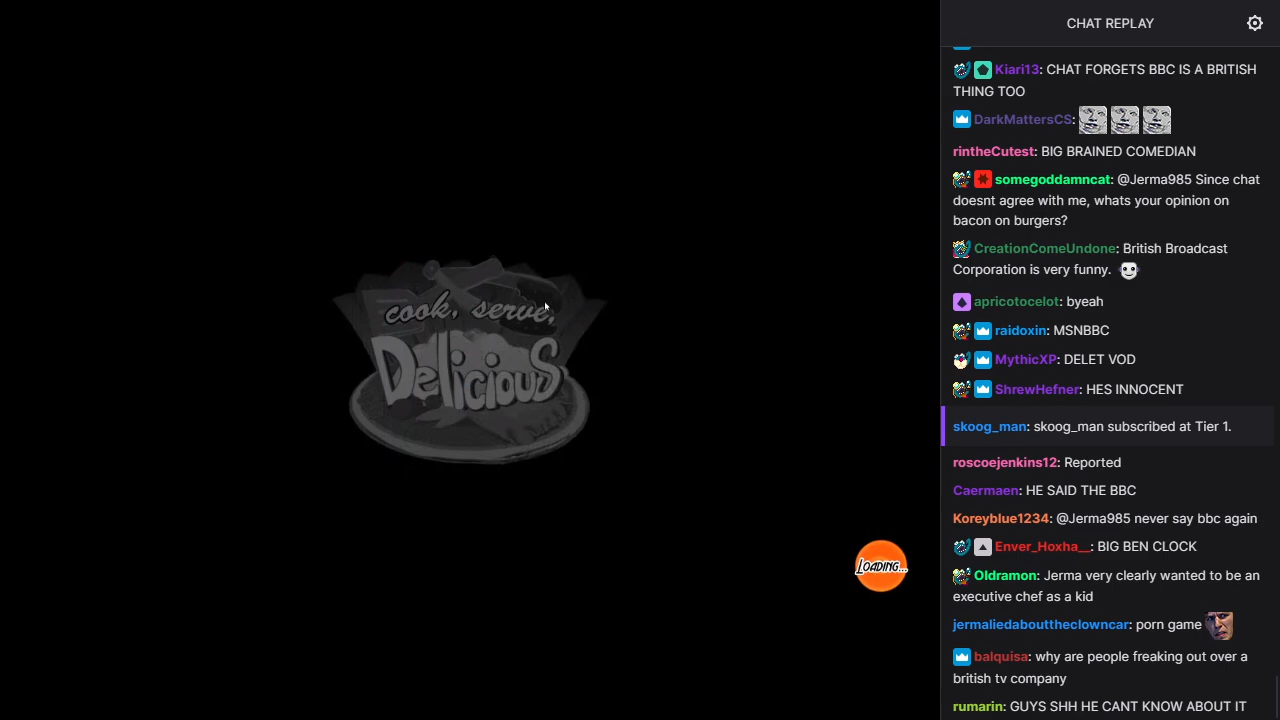 CHAT REPLAY
Kiari13: CHAT FORGETS BBC IS A BRITISH
THING TOO
DarkMattersCS:
rintheCutest: BIG BRAINED COMEDIAN
somegoddamncat: @Jerma985 Since chat
doesnt agree with me, whats your opinion on
bacon on burgers?
CreationComeUndone: British Broadcast
Corporation is very funny.
apricotocelot: byeah
raidoxin: MSNBBC
MythicXP: DELET VOD
ShrewHefner: HES INNOCENT
skoog_man: skoog_man subscribed at Tier 1.
roscoejenkins12: Reported
Caermaen: HE SAID THE BBC
Koreyblue1234: @Jerma985 never say bbc again
Enver_Hoxha__: BIG BEN CLOCK
Oldramon: Jerma very clearly wanted to be an
executive chef as a kid
jermaliedabouttheclowncar: porn game
balquisa: why are people freaking out over a
british tv company
rumarin: GUYS SHH HE CANT KNOW ABOUT IT
cook, serve,
Delicious
LOADING...